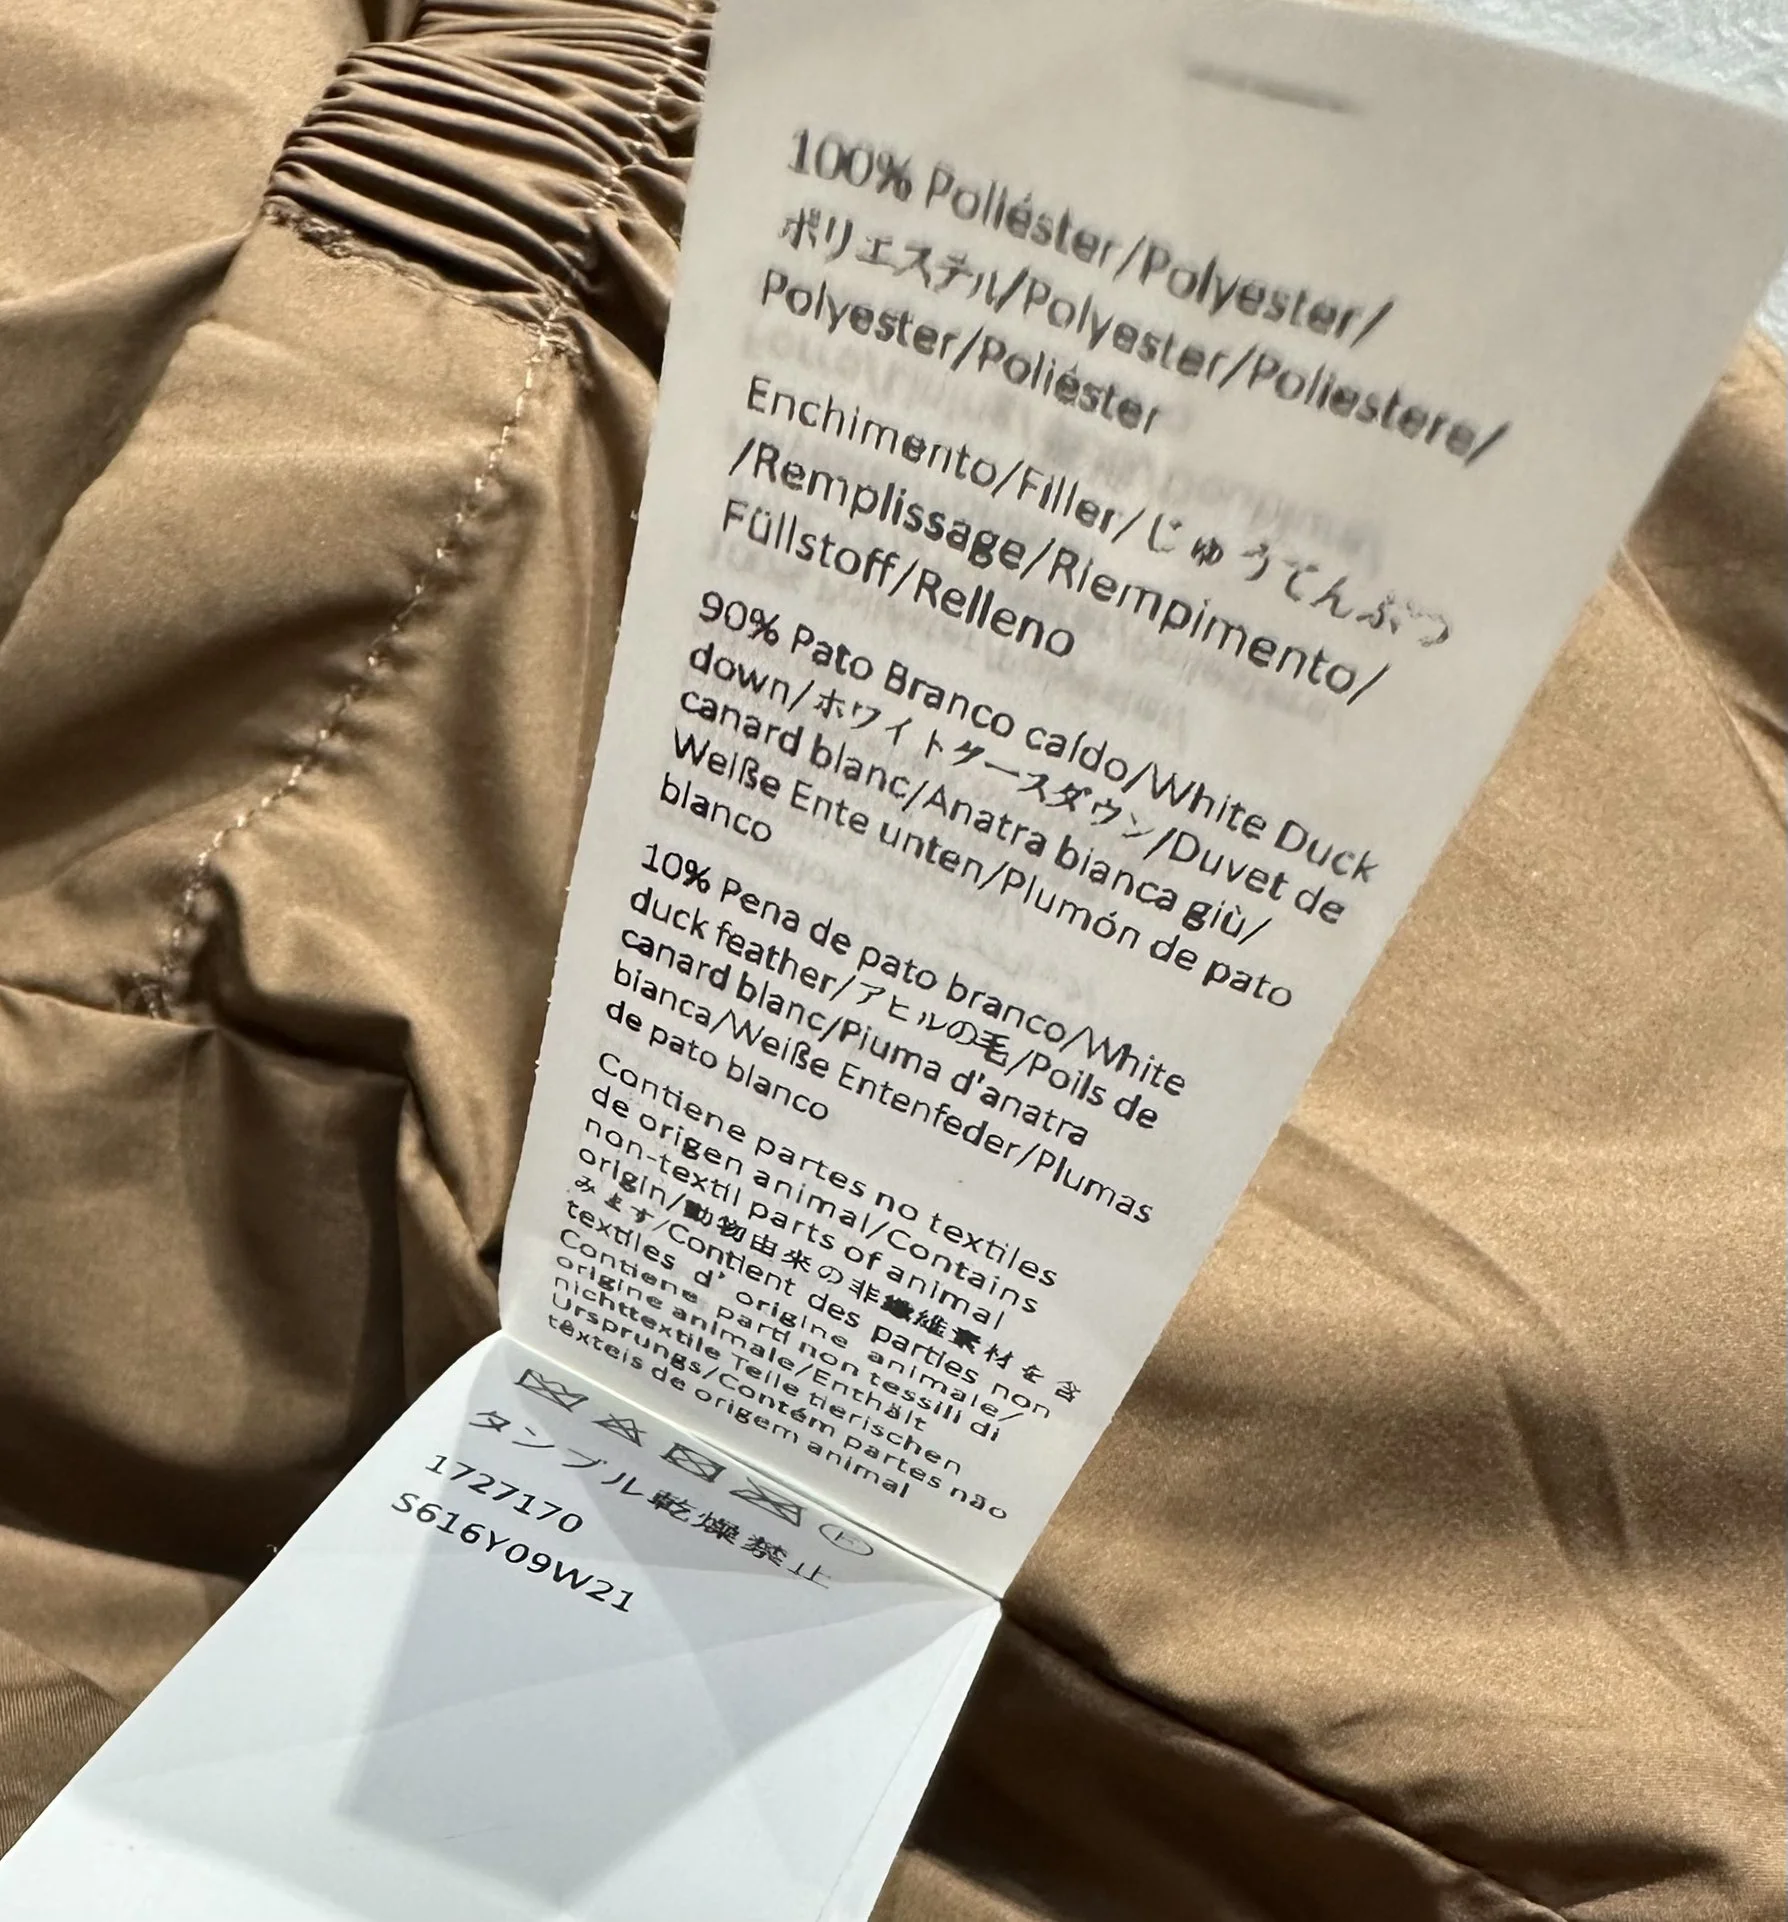 100% Poliéster/Polyester/
ポリエステル/Polyester/Poliestere/
Polyester/Poliéster
Enchimento/Filler/じゅうてんぶつ
/Remplissage/Riempimento/
Füllstoff/Relleno
90% Pato Branco caído/White Duck
down/ホワイトグースダウン/Duvet de
canard blanc/Anatra bianca giù/
Weiße Ente unten/Plumón de pato
blanco
10% Pena de pato branco/White
duck feather/アヒルの毛/Poils de
canard blanc/Piuma d'anatra
bianca/Weiße Entenfeder/Plumas
de pato blanco
Contiene partes no textiles
de origen animal/Contains
non-textil parts of animal
origin/動物由来の非繊維素材を含
みます/Contient des parties non
textiles d' origine animale/
Contiene parti non tessili di
origine animale/Enthält
nichttextile Teile tierischen
Ursprungs/Contém partes não
têxteis de origem animal
タンブル乾燥禁止
1727170
S616Y09W21